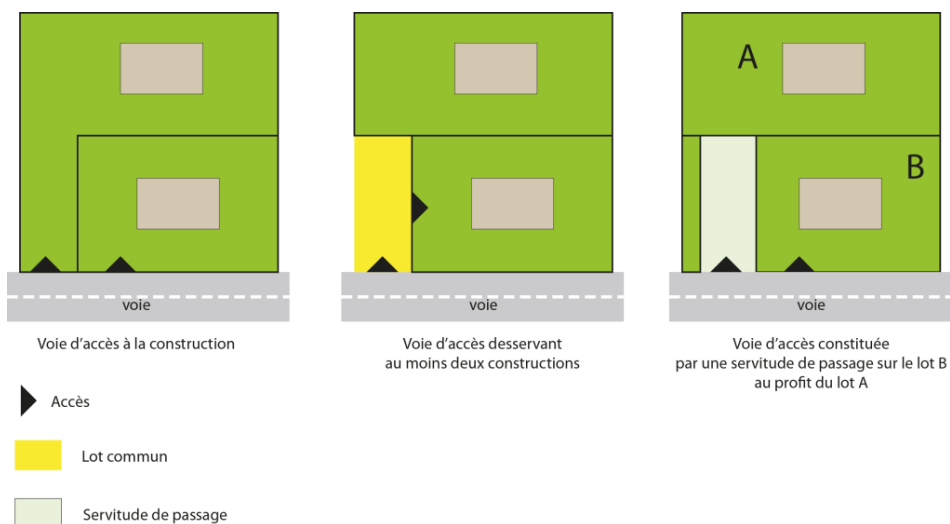 A
B
voie
voie
voie
Voie d'accès à la construction
Voie d'accès desservant
au moins deux constructions
Voie d'accès constituée
par une servitude de passage sur le lot B
au profit du lot A
Accès
Lot commun
Servitude de passage